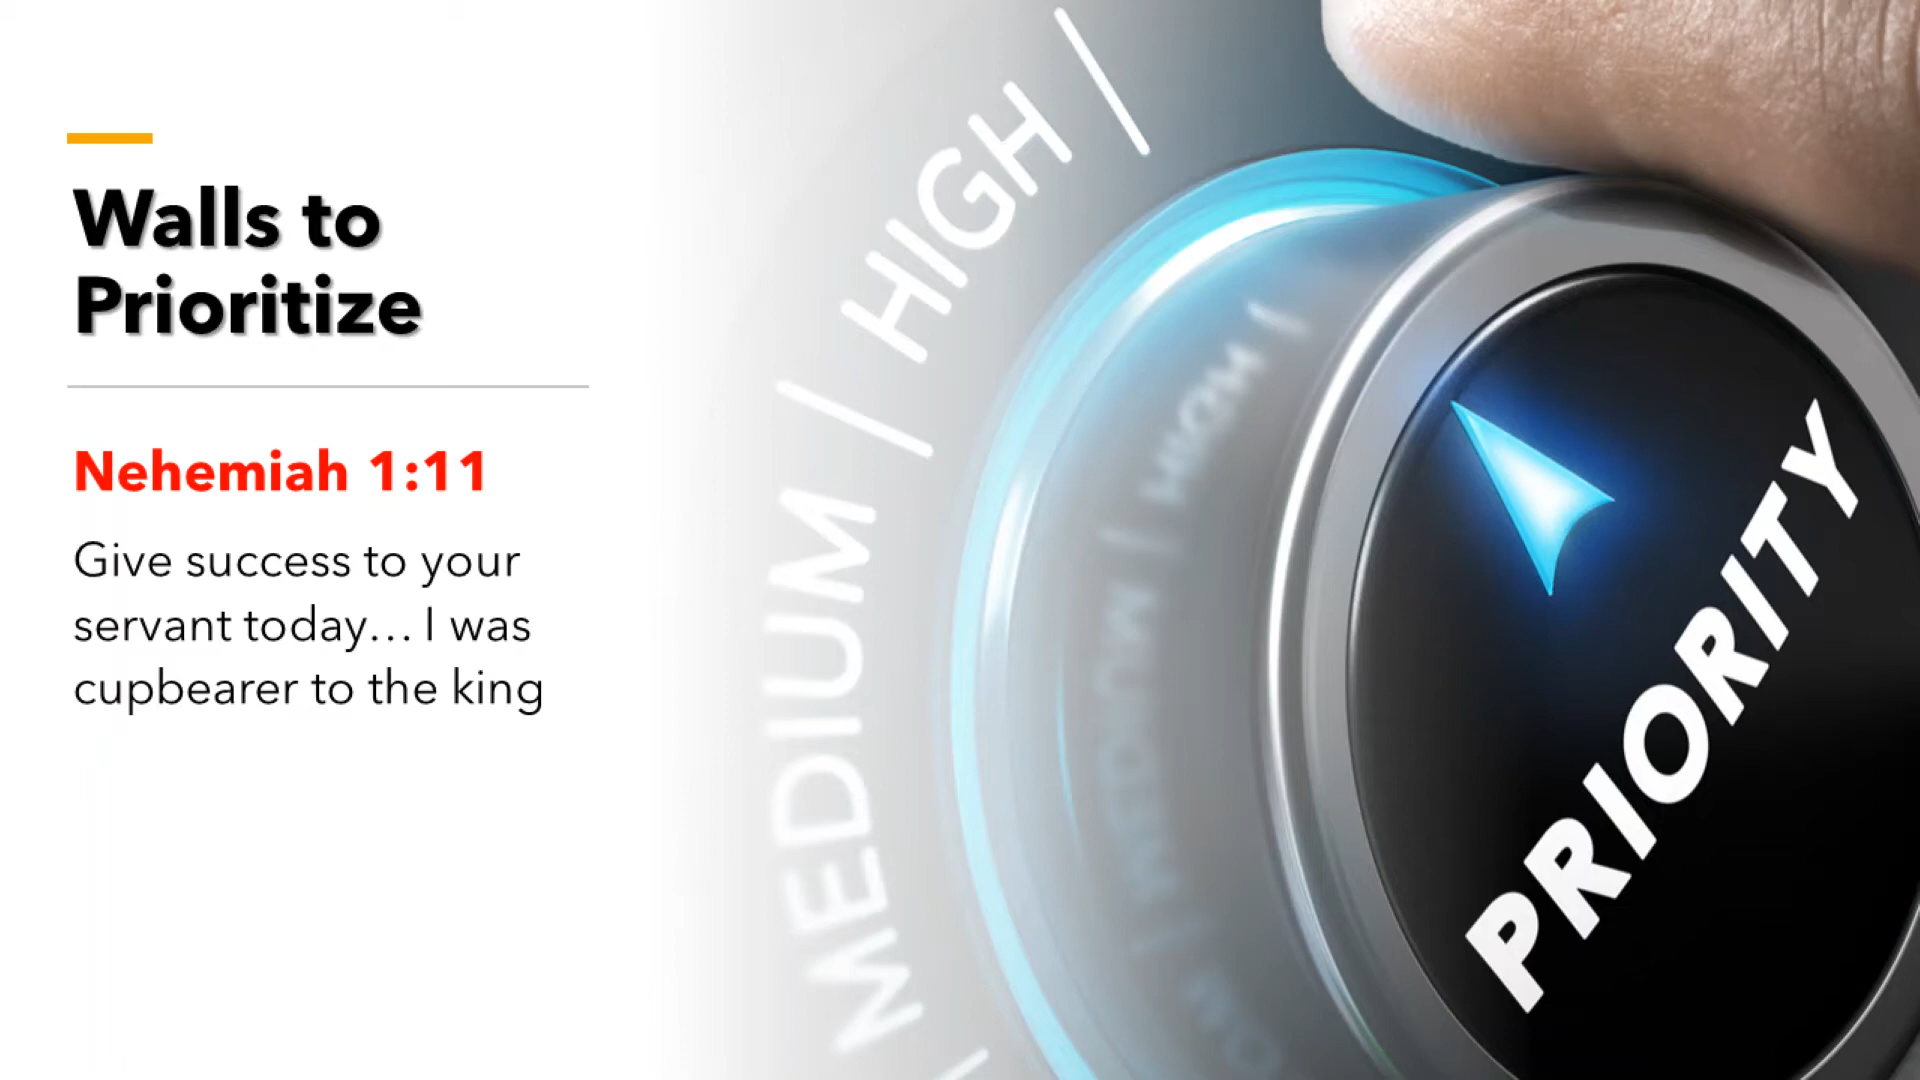 Walls to
Prioritize
Nehemiah 1:11
Give success to your
servant today... I was
cupbearer to the king
MEDIUM / HIGH /
PRIORITY